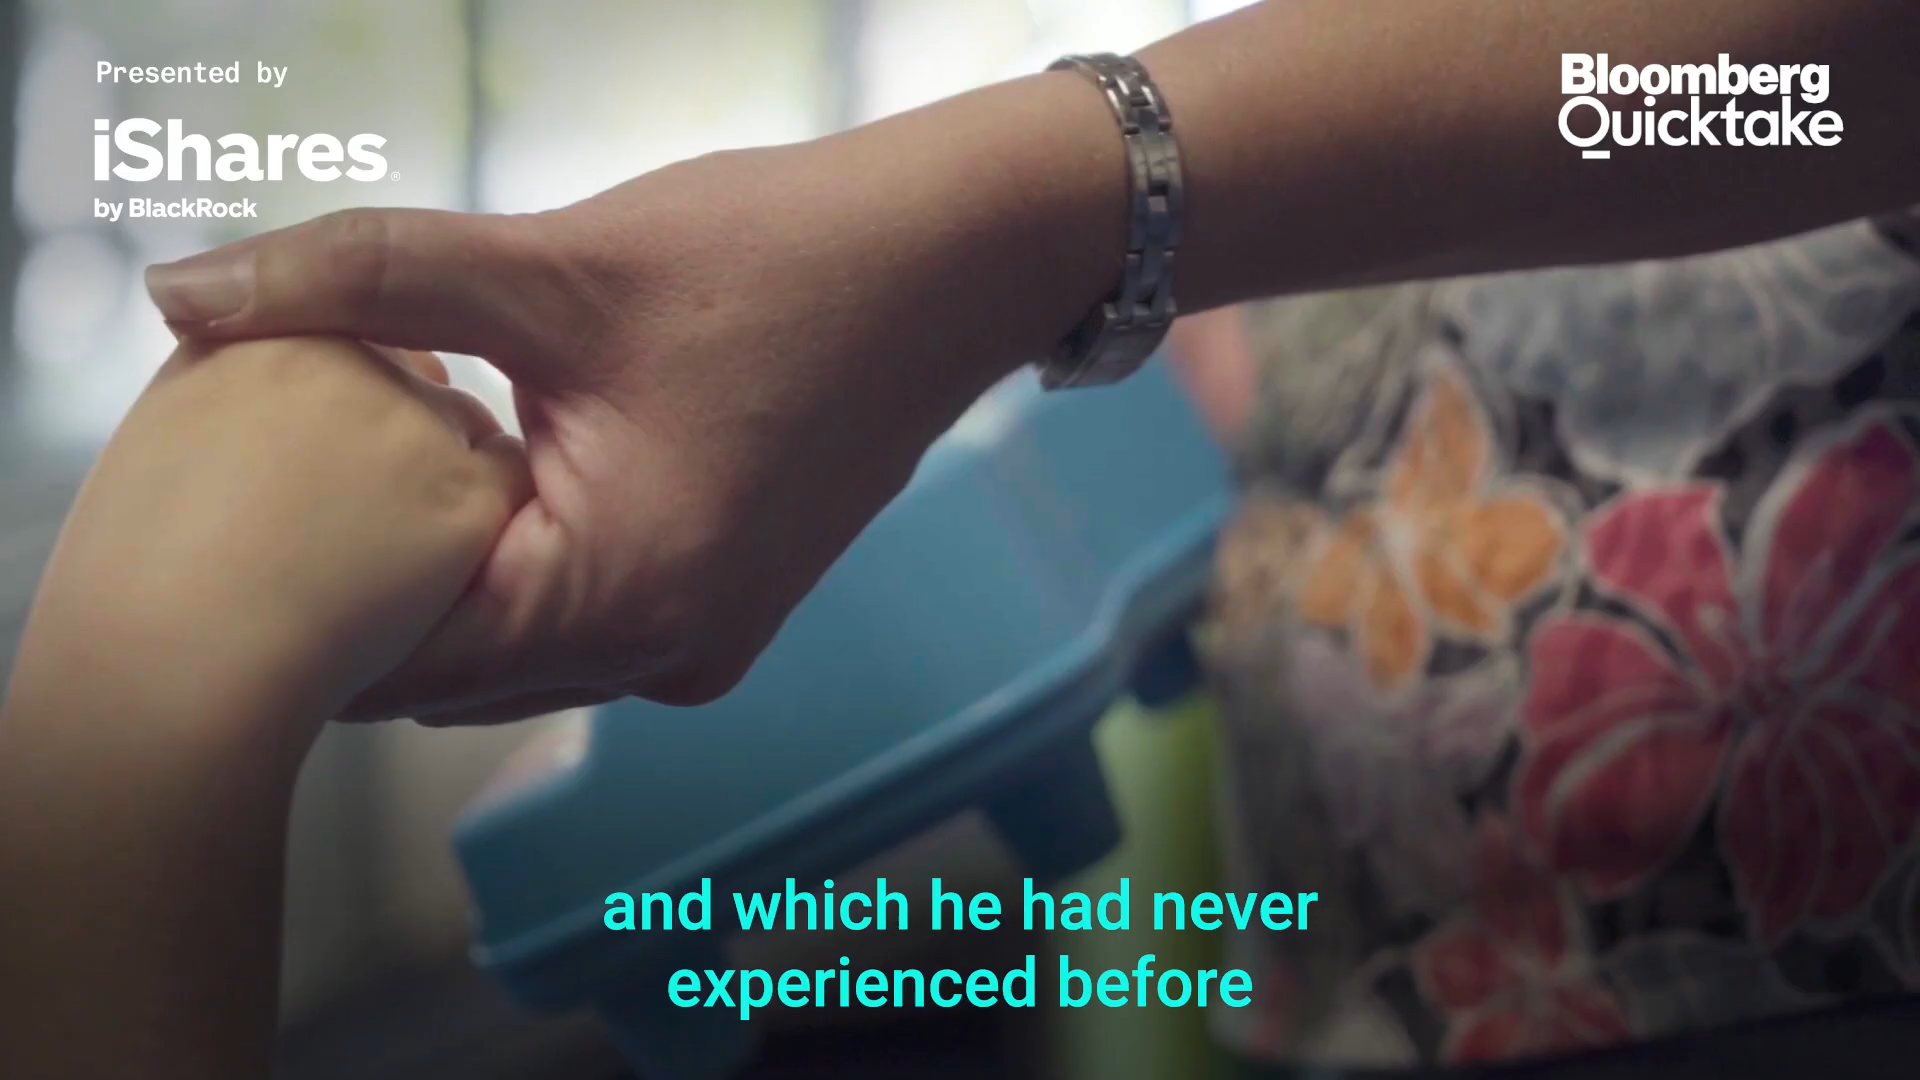 Presented by
iShares®
by BlackRock
Bloomberg
Quicktake
and which he had never
experienced before